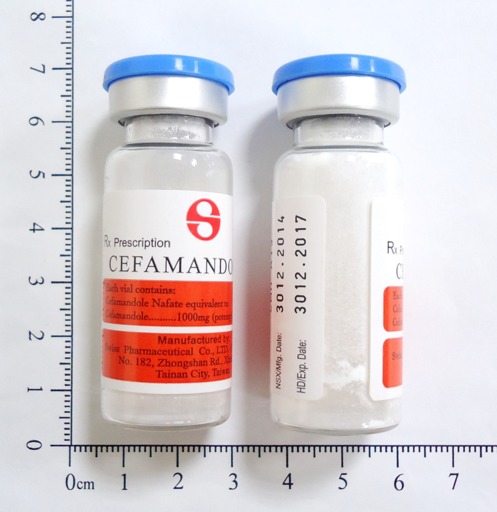 8
7
6
5
4
3
2
1
0
Rx Prescription
CEFAMANDO
Each vial contains:
Cefamandole Nafate equivalent to
Cefamandole..........1000mg
Manufactured by
Swiss Pharmaceutical Co., LTD.
No. 182, Zhongshan Rd.,
Tainan City, Taiwan
NSX/Mfg. Date:
3012.2014
HD/Exp. Date:
3012.2017
Rx
0cm 1 2 3 4 5 6 7